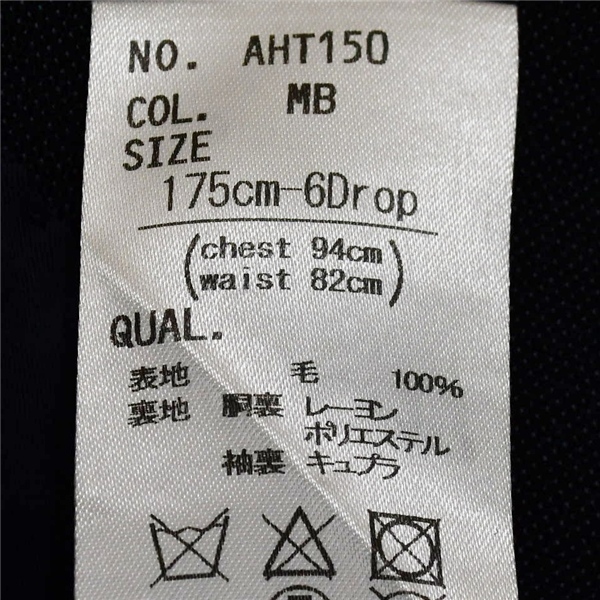 NO. AHT150
COL. MB
SIZE
175cm-6Drop
(chest 94cm
waist 82cm)
QUAL.
表地 毛 100%
裏地 胴裏 レーヨン
ポリエステル
袖裏 キュプラ